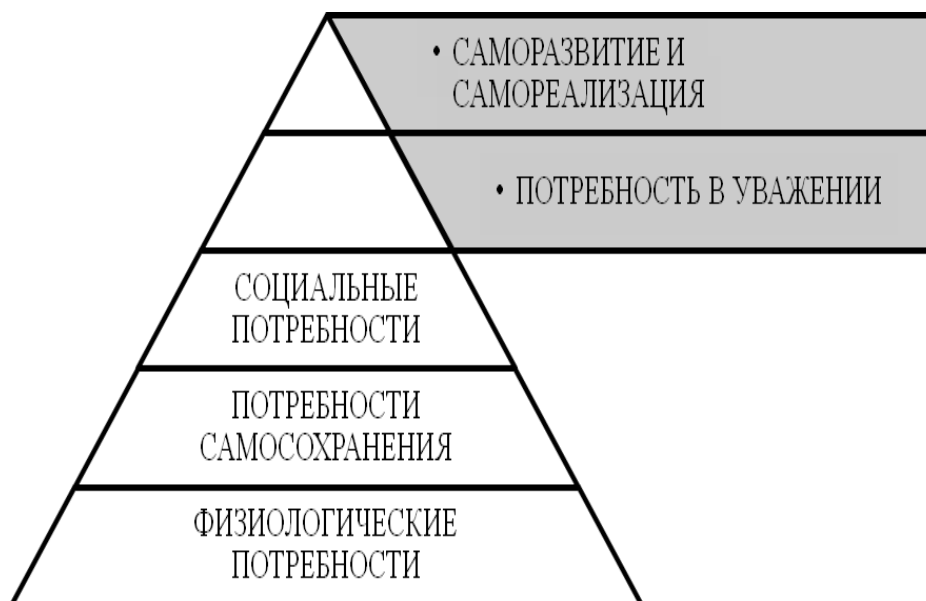 • САМОРАЗВИТИЕ И
САМОРЕАЛИЗАЦИЯ
• ПОТРЕБНОСТЬ В УВАЖЕНИИ
СОЦИАЛЬНЫЕ
ПОТРЕБНОСТИ
ПОТРЕБНОСТИ
САМОСОХРАНЕНИЯ
ФИЗИОЛОГИЧЕСКИЕ
ПОТРЕБНОСТИ